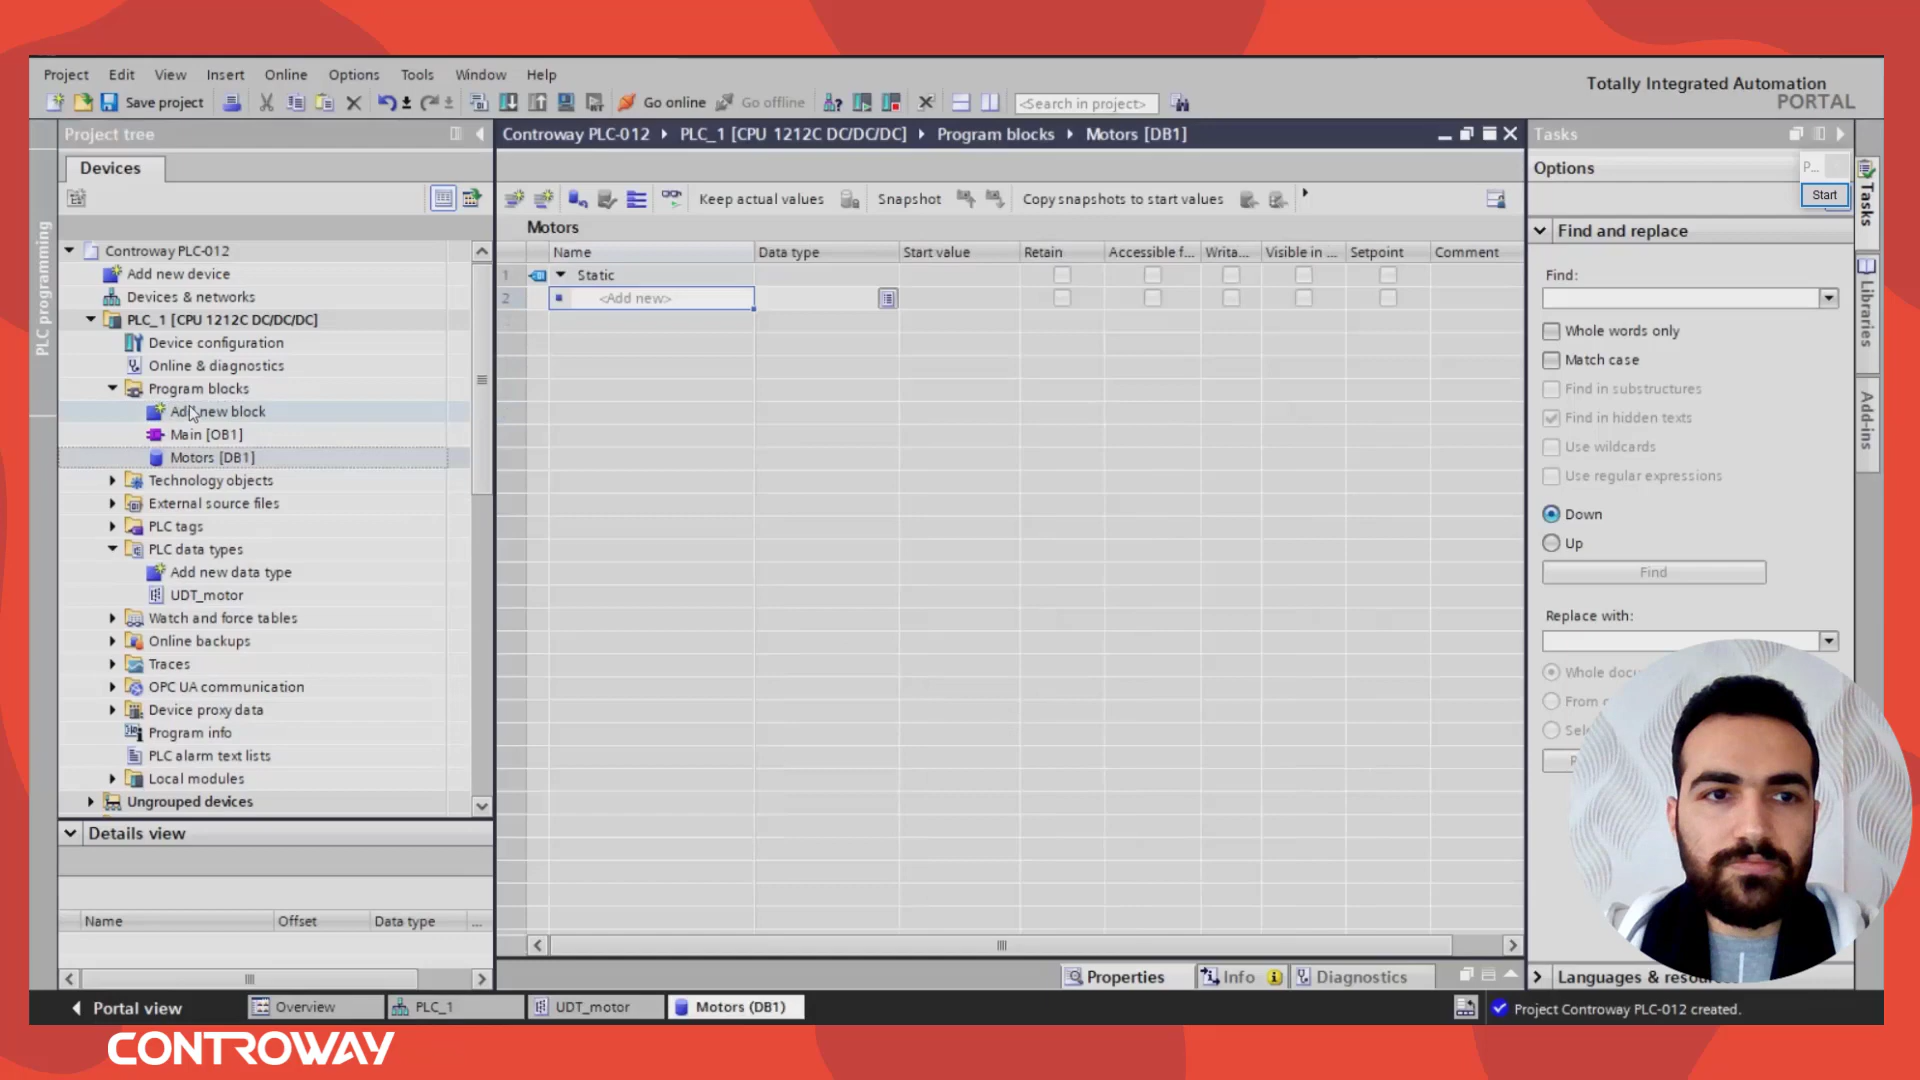 Project Edit View Insert Online Options Tools Window Help
Totally Integrated Automation
PORTAL
Save project Go online Go offline <Search in project>
Project tree
Controway PLC-012 PLC_1 [CPU 1212C DC/DC/DC] Program blocks Motors [DB1]
Tasks
Devices
Options
P...
Start
Keep actual values Snapshot Copy snapshots to start values
Motors
Find and replace
Name Data type Start value Retain Accessible f... Writa... Visible in ... Setpoint Comment
1 Static
2 <Add new>
Controway PLC-012
Add new device
Devices & networks
PLC_1 [CPU 1212C DC/DC/DC]
Device configuration
Online & diagnostics
Program blocks
Add new block
Main [OB1]
Motors [DB1]
Technology objects
External source files
PLC tags
PLC data types
Add new data type
UDT_motor
Watch and force tables
Online backups
Traces
OPC UA communication
Device proxy data
Program info
PLC alarm text lists
Local modules
Ungrouped devices
PLC programming
Find:
Whole words only
Match case
Find in substructures
Find in hidden texts
Use wildcards
Use regular expressions
Down
Up
Find
Replace with:
Whole
From
Tasks
Libraries
Add-ins
Details view
Name Offset Data type ...
Properties Info Diagnostics
Languages &
Portal view Overview PLC_1 UDT_motor Motors (DB1)
Project Controway PLC-012 created.
CONTROWAY